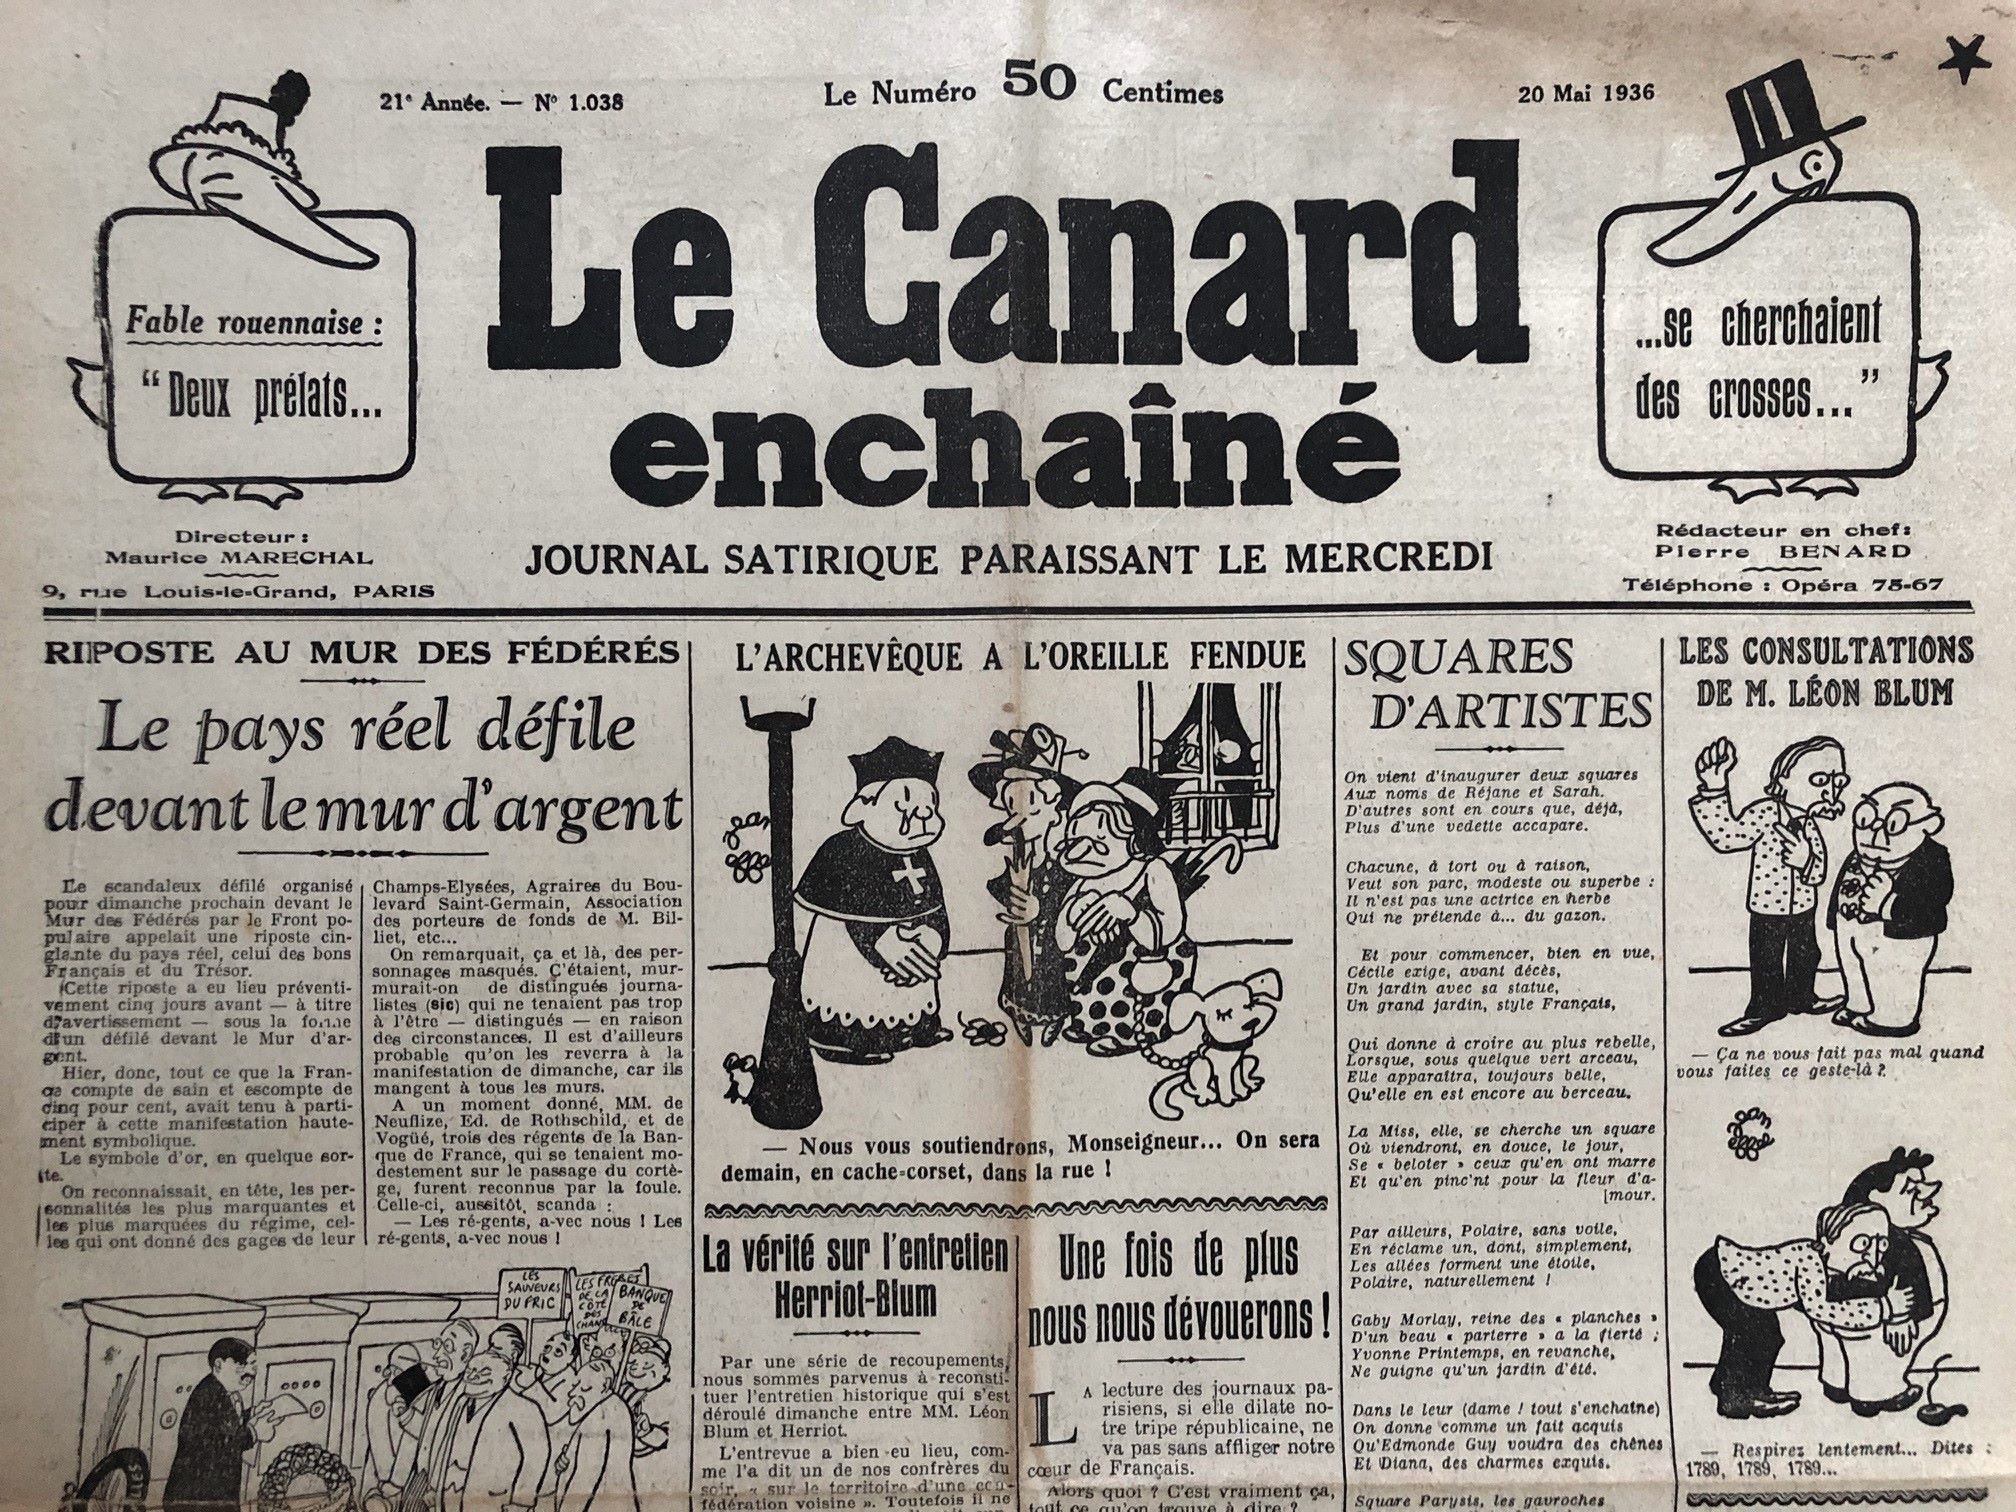 21e Année. — No 1.038
Le Numéro 50 Centimes
20 Mai 1936
Fable rouennaise :
“ Deux prélats...
Le Canard
enchaîné
...se cherchaient
des crosses... ”
Directeur :
Maurice MARECHAL
9, rue Louis-le-Grand, PARIS
JOURNAL SATIRIQUE PARAISSANT LE MERCREDI
Rédacteur en chef :
Pierre BENARD
Téléphone : Opéra 75-67
RIPOSTE AU MUR DES FÉDÉRÉS
Le pays réel défile
devant le mur d'argent
Le scandaleux défilé organisé
pour dimanche prochain devant le
Mur des Fédérés par le Front po-
pulaire appelait une riposte cin-
glante du pays réel, celui des bons
Français et du Trésor.
Cette riposte a eu lieu préventi-
vement cinq jours avant — à titre
d'avertissement — sous la forme
d'un défilé devant le Mur d'ar-
gent.
Hier, donc, tout ce que la Fran-
ce compte de sain et escompte de
cinq pour cent, avait tenu à parti-
ciper à cette manifestation haute-
ment symbolique.
Le symbole d'or, en quelque sor-
te.
On reconnaissait, en tête, les per-
sonnalités les plus marquantes et
les plus marquées du régime, cel-
les qui ont donné des gages de leur
Champs-Elysées, Agraires du Bou-
levard Saint-Germain, Association
des porteurs de fonds de M. Bil-
liet, etc...
On remarquait, ça et là, des per-
sonnages masqués. C'étaient, mur-
murait-on de distingués journa-
listes (sic) qui ne tenaient pas trop
à l'être — distingués — en raison
des circonstances. Il est d'ailleurs
probable qu'on les reverra à la
manifestation de dimanche, car ils
mangent à tous les murs.
A un moment donné, MM. de
Neuflize, Ed. de Rothschild, et de
Vogüé, trois des régents de la Ban-
que de France, qui se tenaient mo-
destement sur le passage du cortè-
ge, furent reconnus par la foule.
Celle-ci, aussitôt, scanda :
— Les ré-gents, a-vec nous ! Les
ré-gents, a-vec nous !
LES
SAUVEURS
DU FRIC
LES FRÈRES
DE LA
CÔTE
DES
CHAN
BANQUE
DE
BÂLE
L'ARCHEVÊQUE A L'OREILLE FENDUE
Jean
— Nous vous soutiendrons, Monseigneur... On sera
demain, en cache-corset, dans la rue !
La vérité sur l'entretien
Herriot-Blum
Par une série de recoupements,
nous sommes parvenus à reconsti-
tuer l'entretien historique qui s'est
déroulé dimanche entre MM. Léon
Blum et Herriot.
L'entrevue a bien eu lieu, com-
me l'a dit un de nos confrères du
soir, « sur le territoire d'une con-
fédération voisine ». Toutefois il ne
Une fois de plus
nous nous dévouerons !
LA lecture des journaux pa-
risiens, si elle dilate no-
tre tripe républicaine, ne
va pas sans affliger notre
cœur de Français.
Alors quoi ? C'est vraiment ça,
tout ce qu'on trouve à dire ?
SQUARES
D'ARTISTES
On vient d'inaugurer deux squares
Aux noms de Réjane et Sarah.
D'autres sont en cours que, déjà,
Plus d'une vedette accapare.
Chacune, à tort ou à raison,
Veut son parc, modeste ou superbe :
Il n'est pas une actrice en herbe
Qui ne prétende à... du gazon.
Et pour commencer, bien en vue,
Cécile exige, avant décès,
Un jardin avec sa statue,
Un grand jardin, style Français,
Qui donne à croire au plus rebelle,
Lorsque, sous quelque vert arceau,
Elle apparaîtra, toujours belle,
Qu'elle en est encore au berceau.
La Miss, elle, se cherche un square
Où viendront, en douce, le jour,
Se « beloter » ceux qu'en ont marre
Et qu'en pinc'nt pour la fleur d'a-
[mour.
Par ailleurs, Polaire, sans voile,
En réclame un, dont, simplement,
Les allées forment une étoile,
Polaire, naturellement !
Gaby Morlay, reine des « planches »
D'un beau « parterre » a la fierté ;
Yvonne Printemps, en revanche,
Ne guigne qu'un jardin d'été.
Dans le leur (dame ! tout s'enchaîne)
On donne comme un fait acquis
Qu'Edmonde Guy voudra des chênes
Et Diana, des charmes exquis.
Square Parysis, les gavroches
LES CONSULTATIONS
DE M. LÉON BLUM
— Ça ne vous fait pas mal quand
vous faites ce geste-là ?
Jean
— Respirez lentement... Dites :
1789, 1789, 1789...